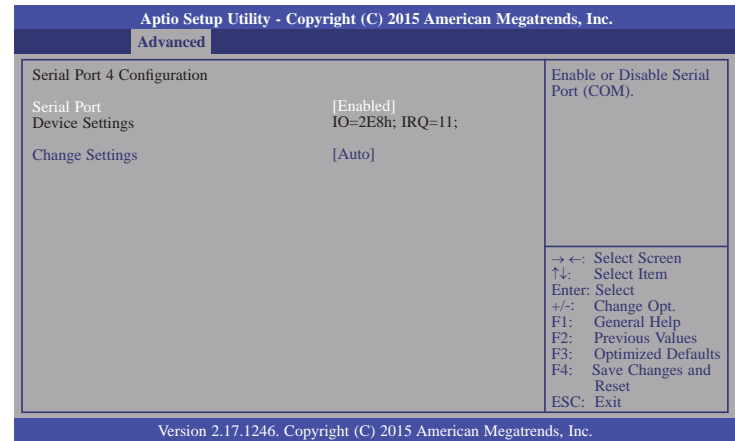 Aptio Setup Utility - Copyright (C) 2015 American Megatrends, Inc.
Advanced
Serial Port 4 Configuration
Serial Port [Enabled]
Device Settings IO=2E8h; IRQ=11;
Change Settings [Auto]
Enable or Disable Serial
Port (COM).
→ ←: Select Screen
↑↓: Select Item
Enter: Select
+/-: Change Opt.
F1: General Help
F2: Previous Values
F3: Optimized Defaults
F4: Save Changes and
Reset
ESC: Exit
Version 2.17.1246. Copyright (C) 2015 American Megatrends, Inc.